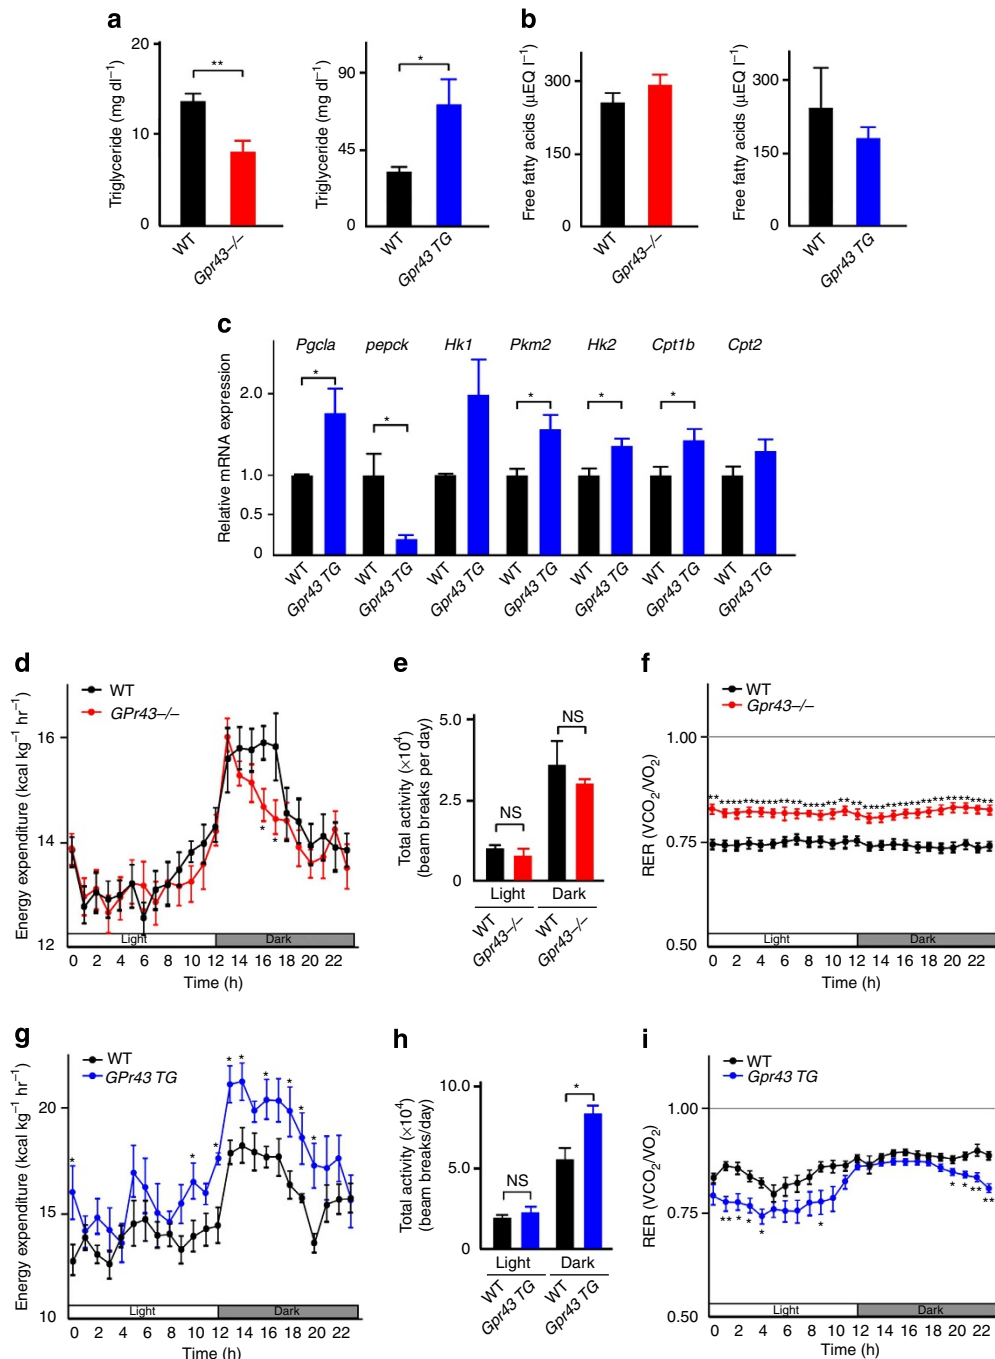 a
Triglyceride (mg dl−1)
20
10
0
**
WT
Gpr43−/−
Triglyceride (mg dl−1)
90
45
0
*
WT
Gpr43 TG
b
Free fatty acids (µEQ l−1)
300
150
0
WT
Gpr43−/−
Free fatty acids (µEQ l−1)
300
150
0
WT
Gpr43 TG
c
Relative mRNA expression
2.0
1.0
0.5
0
Pgcla pepck Hk1 Pkm2 Hk2 Cpt1b Cpt2
* * * * *
WT Gpr43 TG WT Gpr43 TG WT Gpr43 TG WT Gpr43 TG WT Gpr43 TG WT Gpr43 TG WT Gpr43 TG
d
Energy expenditure (kcal kg−1 hr−1)
WT
GPr43−/−
16
14
12
* *
Light Dark
0 2 4 6 8 10 12 14 16 18 20 22
Time (h)
e
Total activity (×104)
(beam breaks per day)
5.0
2.5
0
NS
NS
Light Dark
WT Gpr43−/− WT Gpr43−/−
f
RER (VCO2/VO2)
WT
Gpr43−/−
1.00
0.75
0.50
Light Dark
0 2 4 6 8 10 12 14 16 18 20 22
Time (h)
g
Energy expenditure (kcal kg−1 hr−1)
WT
GPr43 TG
20
15
10
* * * * * * * * *
Light Dark
0 2 4 6 8 10 12 14 16 18 20 22
Time (h)
h
Total activity (×104)
(beam breaks/day)
10.0
5.0
0
NS
*
Light Dark
WT Gpr43 TG WT Gpr43 TG
i
RER (VCO2/VO2)
WT
Gpr43 TG
1.00
0.75
0.50
** * * * * * * ** **
Light Dark
0 2 4 6 8 10 12 14 16 18 20 22
Time (h)